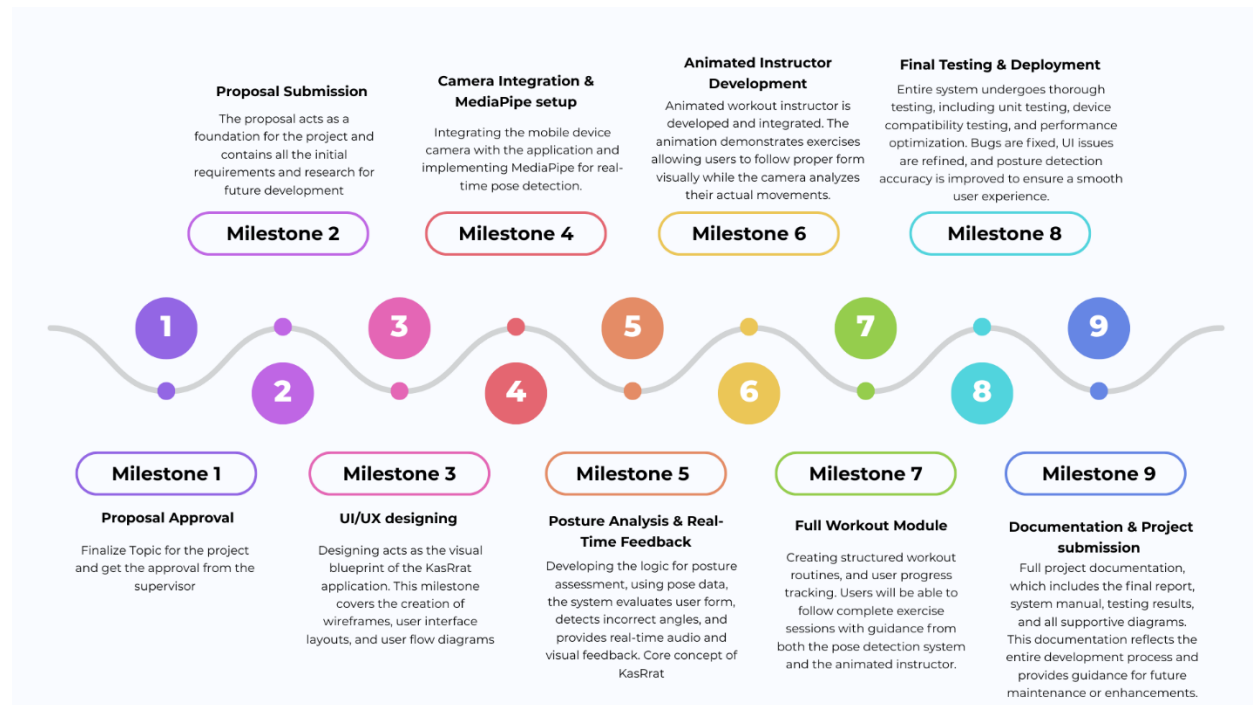 Proposal Submission
The proposal acts as a
foundation for the project and
contains all the initial
requirements and research for
future development
Milestone 2
Camera Integration &
MediaPipe setup
Integrating the mobile device
camera with the application and
implementing MediaPipe for real-
time pose detection.
Milestone 4
Animated Instructor
Development
Animated workout instructor is
developed and integrated. The
animation demonstrates exercises
allowing users to follow proper form
visually while the camera analyzes
their actual movements.
Milestone 6
Final Testing & Deployment
Entire system undergoes thorough
testing, including unit testing, device
compatibility testing, and performance
optimization. Bugs are fixed, UI issues
are refined, and posture detection
accuracy is improved to ensure a smooth
user experience.
Milestone 8
1
2
3
4
5
6
7
8
9
Milestone 1
Proposal Approval
Finalize Topic for the project
and get the approval from the
supervisor
Milestone 3
UI/UX designing
Designing acts as the visual
blueprint of the KasRrat
application. This milestone
covers the creation of
wireframes, user interface
layouts, and user flow diagrams
Milestone 5
Posture Analysis & Real-
Time Feedback
Developing the logic for posture
assessment, using pose data,
the system evaluates user form,
detects incorrect angles, and
provides real-time audio and
visual feedback. Core concept of
KasRrat
Milestone 7
Full Workout Module
Creating structured workout
routines, and user progress
tracking. Users will be able to
follow complete exercise
sessions with guidance from
both the pose detection system
and the animated instructor.
Milestone 9
Documentation & Project
submission
Full project documentation,
which includes the final report,
system manual, testing results,
and all supportive diagrams.
This documentation reflects the
entire development process and
provides guidance for future
maintenance or enhancements.